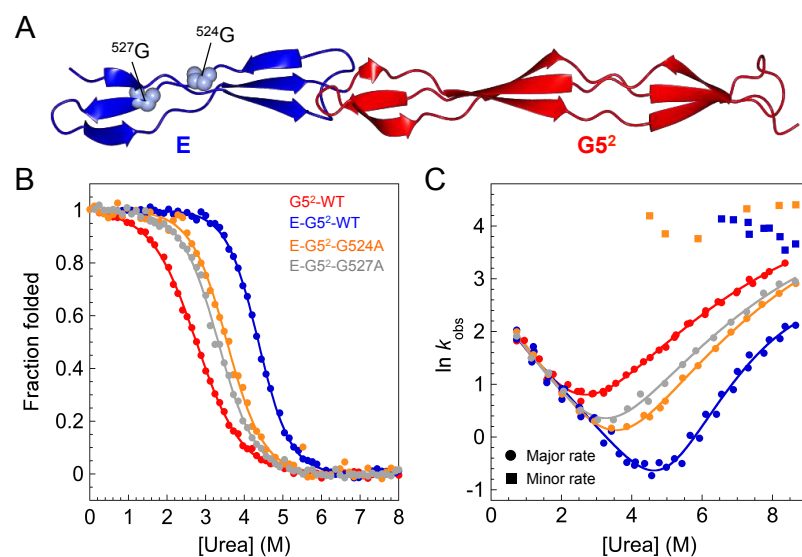 A
527G
524G
E
G5²
B
C
G5²-WT
E-G5²-WT
E-G5²-G524A
E-G5²-G527A
Fraction folded
1
0.8
0.6
0.4
0.2
0
0 1 2 3 4 5 6 7 8
[Urea] (M)
ln kobs
4
3
2
1
0
-1
Major rate
Minor rate
0 2 4 6 8
[Urea] (M)